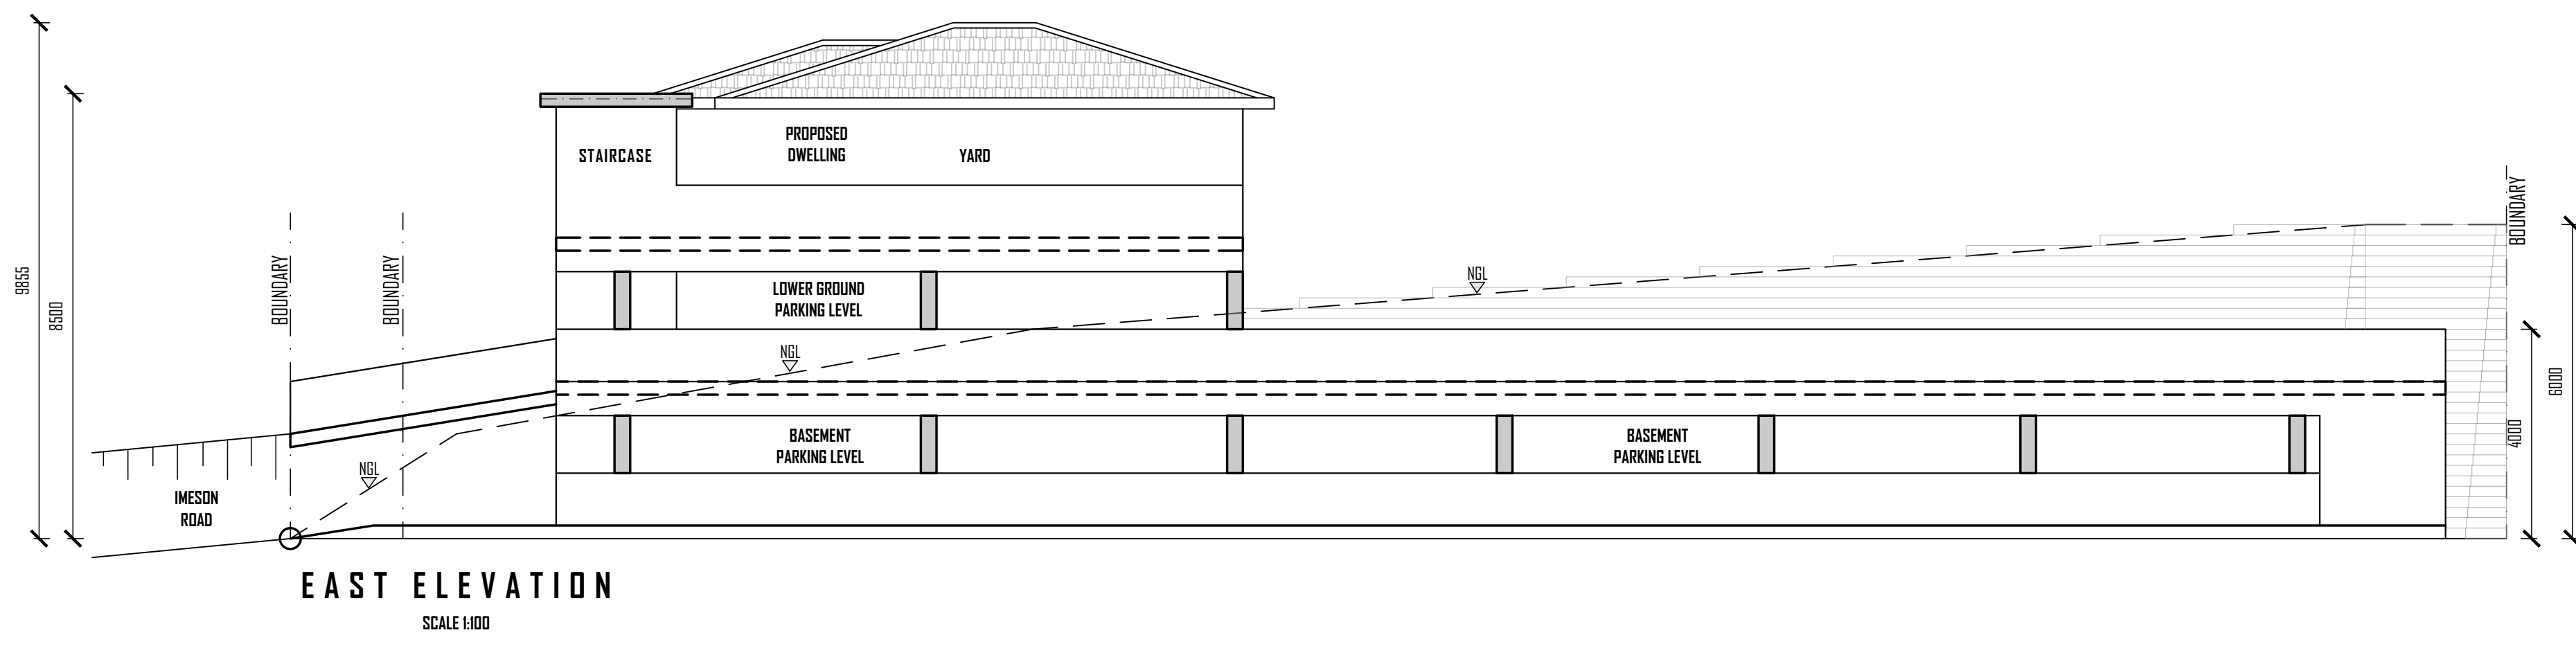 9855
8500
BOUNDARY
BOUNDARY
STAIRCASE
PROPOSED
DWELLING
YARD
LOWER GROUND
PARKING LEVEL
NGL
NGL
NGL
BASEMENT
PARKING LEVEL
BASEMENT
PARKING LEVEL
IMESON
ROAD
BOUNDARY
4000
6000
EAST ELEVATION
SCALE 1:100